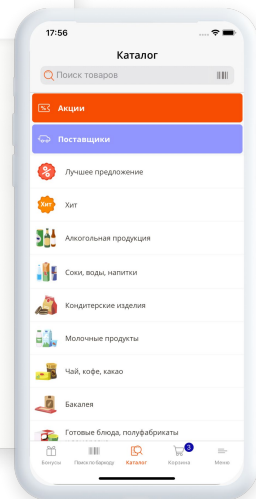 17:56
Каталог
Поиск товаров
Акции
Поставщики
Лучшее предложение
Хит
Хит
Алкогольная продукция
Соки, воды, напитки
Кондитерские изделия
Молочные продукты
Чай, кофе, какао
Бакалея
Готовые блюда, полуфабрикаты
3
Бонусы Поиск по баркоду Каталог Корзина Меню